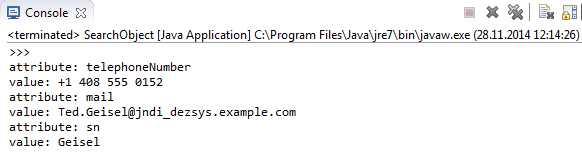 Console
<terminated> SearchObject [Java Application] C:\Program Files\Java\jre7\bin\javaw.exe (28.11.2014 12:14:26)
>>>
attribute: telephoneNumber
value: +1 408 555 0152
attribute: mail
value: Ted.Geisel@jndi_dezsys.example.com
attribute: sn
value: Geisel